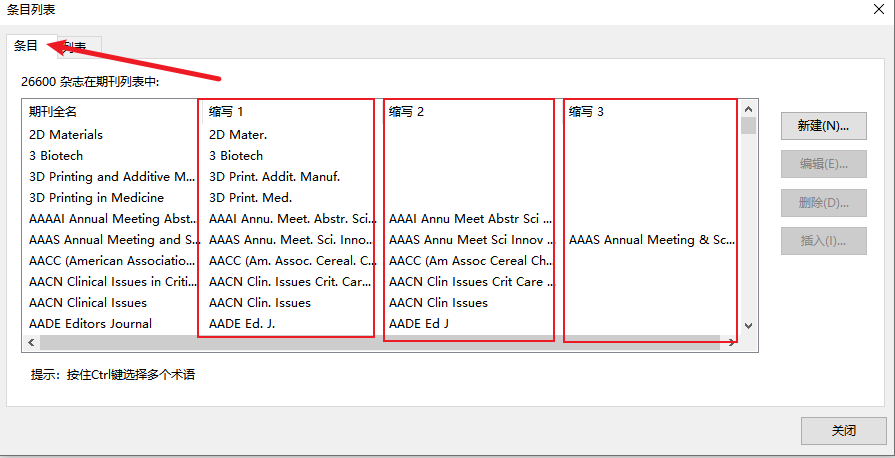 条目列表
条目 列表
26600 杂志在期刊列表中:
期刊全名 缩写 1 缩写 2 缩写 3
2D Materials 2D Mater.
3 Biotech 3 Biotech
3D Printing and Additive M... 3D Print. Addit. Manuf.
3D Printing in Medicine 3D Print. Med.
AAAAI Annual Meeting Abst... AAAI Annu. Meet. Abstr. Sci... AAAI Annu Meet Abstr Sci ...
AAAS Annual Meeting and S... AAAS Annu. Meet. Sci. Inno... AAAS Annu Meet Sci Innov ... AAAS Annual Meeting & Sc...
AACC (American Associatio... AACC (Am. Assoc. Cereal. C... AACC (Am Assoc Cereal Ch...
AACN Clinical Issues in Criti... AACN Clin. Issues Crit. Car... AACN Clin Issues Crit Care ...
AACN Clinical Issues AACN Clin. Issues AACN Clin Issues
AADE Editors Journal AADE Ed. J. AADE Ed J
新建(N)...
编辑(E)...
删除(D)...
插入(I)...
提示：按住Ctrl键选择多个术语
关闭